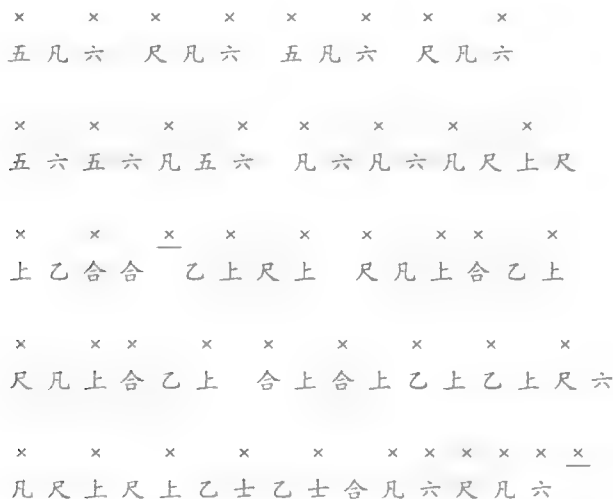 × × × × × × × ×
五凡六 尺凡六 五凡六 尺凡六
× × × × × × × ×
五六五六凡五六 凡六凡六凡尺上尺
× × × × × × × × ×
上乙合合 乙上尺上 尺凡上合乙上
× × × × × × × × ×
尺凡上合乙上 合上合上乙上乙上尺六
× × × × × × × × × × ×
凡尺上尺上乙士乙士合凡六尺凡六